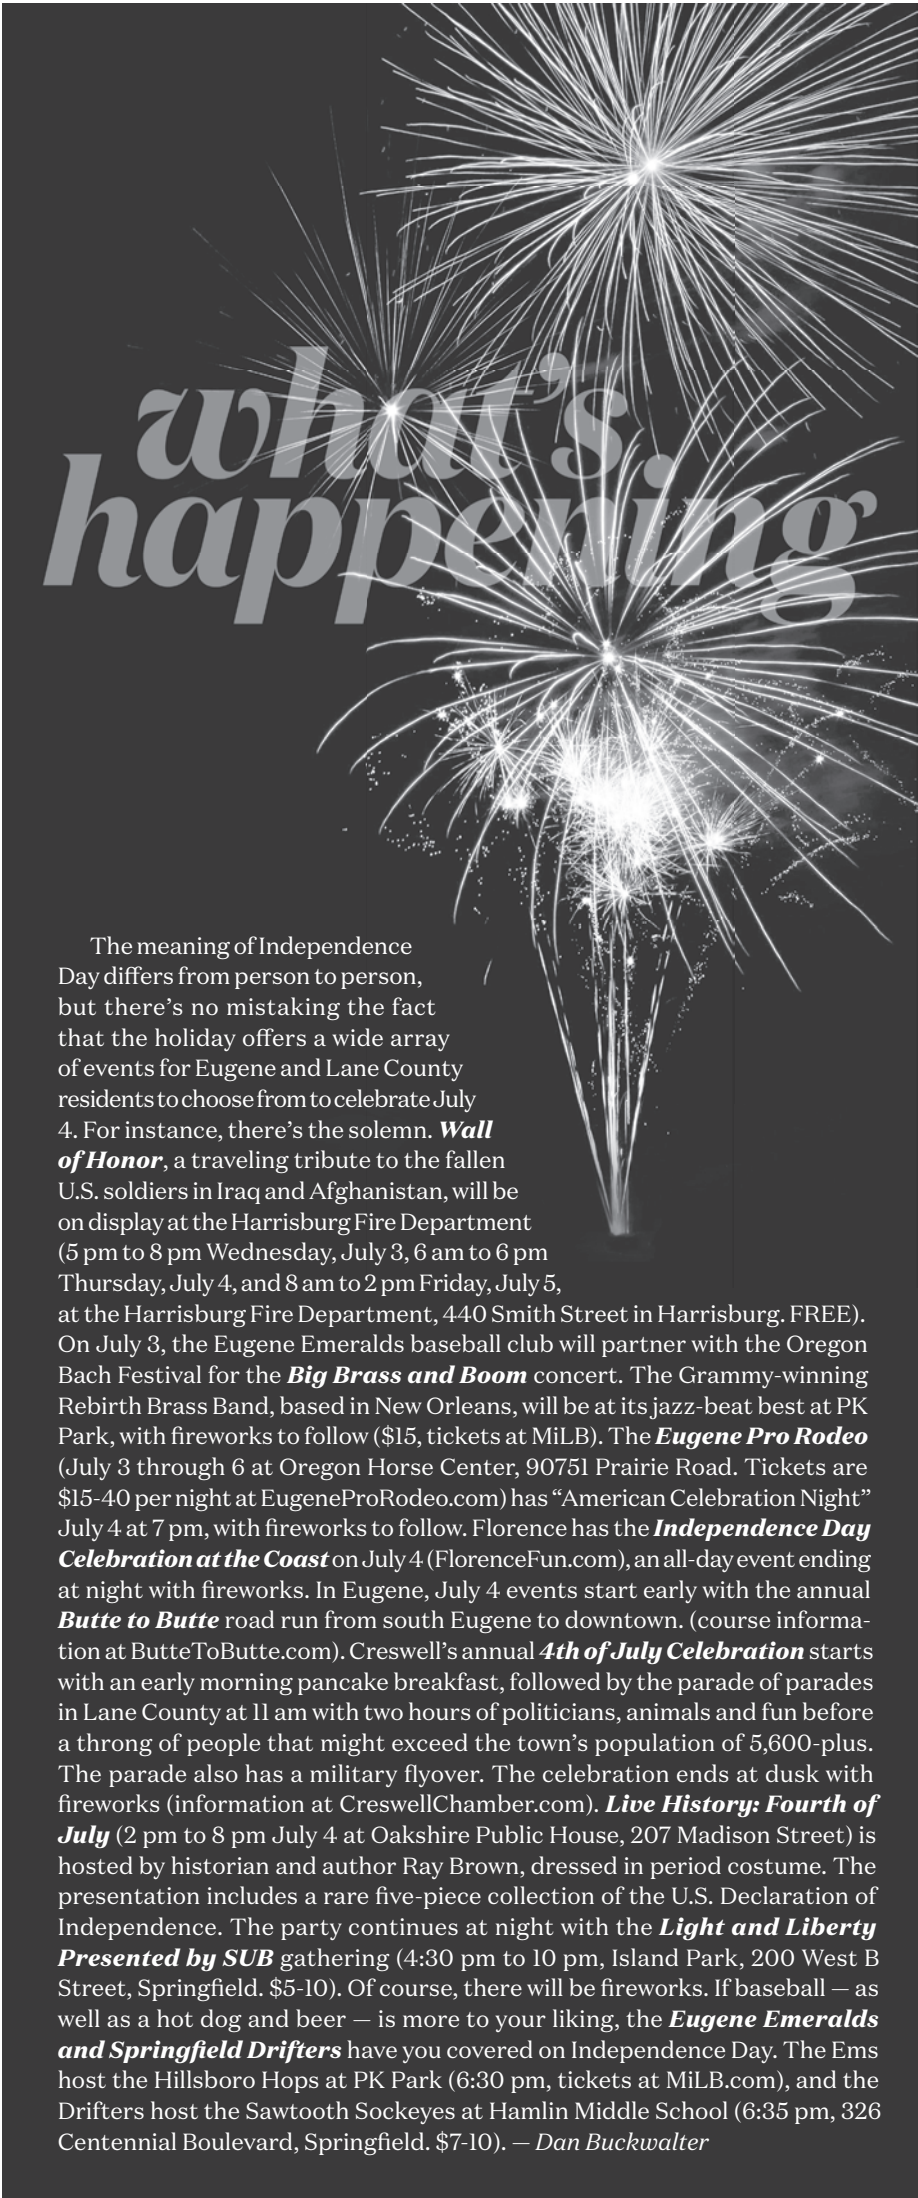 what's
happening
The meaning of Independence
Day differs from person to person,
but there's no mistaking the fact
that the holiday offers a wide array
of events for Eugene and Lane County
residents to choose from to celebrate July
4. For instance, there's the solemn. Wall
of Honor, a traveling tribute to the fallen
U.S. soldiers in Iraq and Afghanistan, will be
on display at the Harrisburg Fire Department
(5 pm to 8 pm Wednesday, July 3, 6 am to 6 pm
Thursday, July 4, and 8 am to 2 pm Friday, July 5,
at the Harrisburg Fire Department, 440 Smith Street in Harrisburg. FREE).
On July 3, the Eugene Emeralds baseball club will partner with the Oregon
Bach Festival for the Big Brass and Boom concert. The Grammy-winning
Rebirth Brass Band, based in New Orleans, will be at its jazz-beat best at PK
Park, with fireworks to follow ($15, tickets at MiLB). The Eugene Pro Rodeo
(July 3 through 6 at Oregon Horse Center, 90751 Prairie Road. Tickets are
$15-40 per night at EugeneProRodeo.com) has “American Celebration Night”
July 4 at 7 pm, with fireworks to follow. Florence has the Independence Day
Celebration at the Coast on July 4 (FlorenceFun.com), an all-day event ending
at night with fireworks. In Eugene, July 4 events start early with the annual
Butte to Butte road run from south Eugene to downtown. (course informa-
tion at ButteToButte.com). Creswell's annual 4th of July Celebration starts
with an early morning pancake breakfast, followed by the parade of parades
in Lane County at 11 am with two hours of politicians, animals and fun before
a throng of people that might exceed the town's population of 5,600-plus.
The parade also has a military flyover. The celebration ends at dusk with
fireworks (information at CreswellChamber.com). Live History: Fourth of
July (2 pm to 8 pm July 4 at Oakshire Public House, 207 Madison Street) is
hosted by historian and author Ray Brown, dressed in period costume. The
presentation includes a rare five-piece collection of the U.S. Declaration of
Independence. The party continues at night with the Light and Liberty
Presented by SUB gathering (4:30 pm to 10 pm, Island Park, 200 West B
Street, Springfield. $5-10). Of course, there will be fireworks. If baseball — as
well as a hot dog and beer — is more to your liking, the Eugene Emeralds
and Springfield Drifters have you covered on Independence Day. The Ems
host the Hillsboro Hops at PK Park (6:30 pm, tickets at MiLB.com), and the
Drifters host the Sawtooth Sockeyes at Hamlin Middle School (6:35 pm, 326
Centennial Boulevard, Springfield. $7-10). — Dan Buckwalter